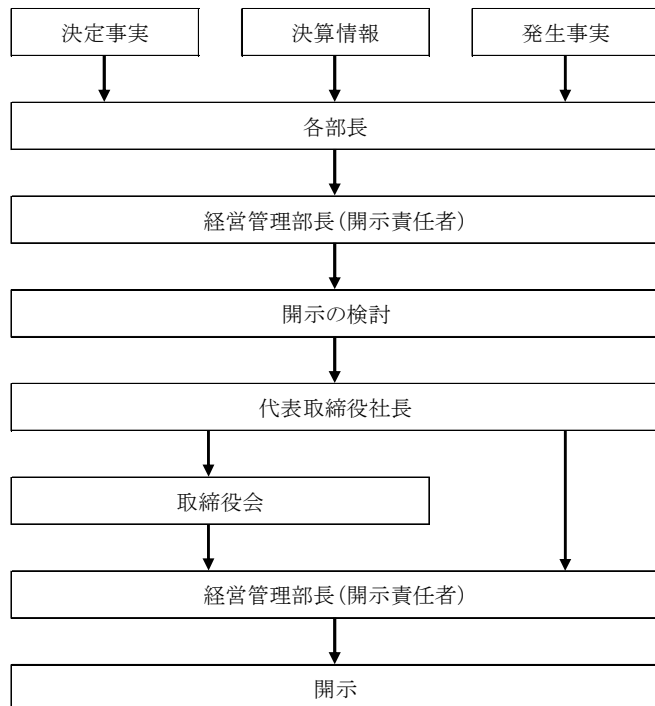 決定事実
決算情報
発生事実
各部長
経営管理部長(開示責任者)
開示の検討
代表取締役社長
取締役会
経営管理部長(開示責任者)
開示